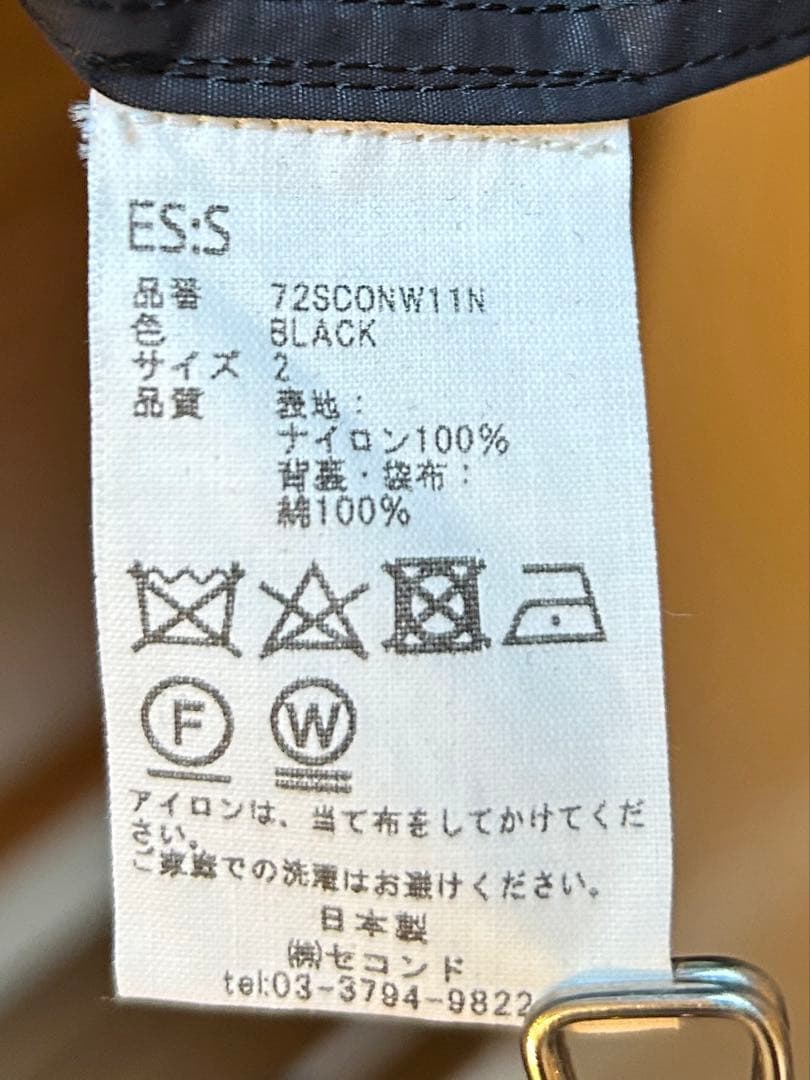 ES:S
品番 72SCONW11N
色 BLACK
サイズ 2
品質 表地：
ナイロン100%
背裏・袋布：
綿100%
F W
アイロンは、当て布をしてかけてくだ
さい。
ご家庭での洗濯はお避けください。
日本製
㈱セコンド
tel:03-3794-9822